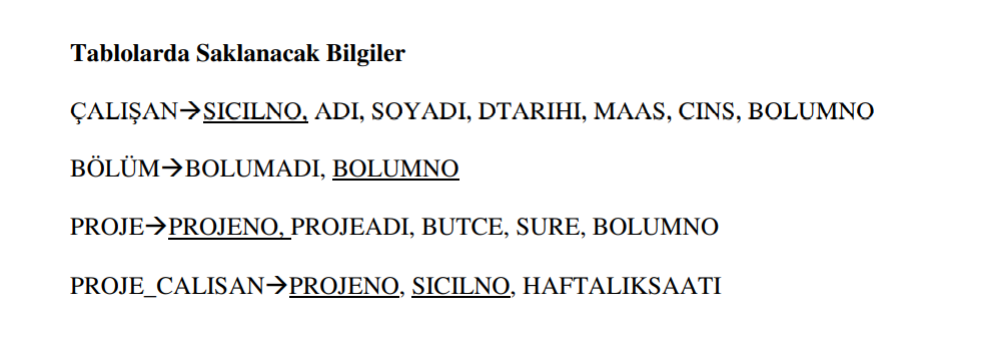 Tablolarda Saklanacak Bilgiler
ÇALIŞAN→SICILNO, ADI, SOYADI, DTARIHI, MAAS, CINS, BOLUMNO
BÖLÜM→BOLUMADI, BOLUMNO
PROJE→PROJENO, PROJEADI, BUTCE, SURE, BOLUMNO
PROJE_CALISAN→PROJENO, SICILNO, HAFTALIKSAATI